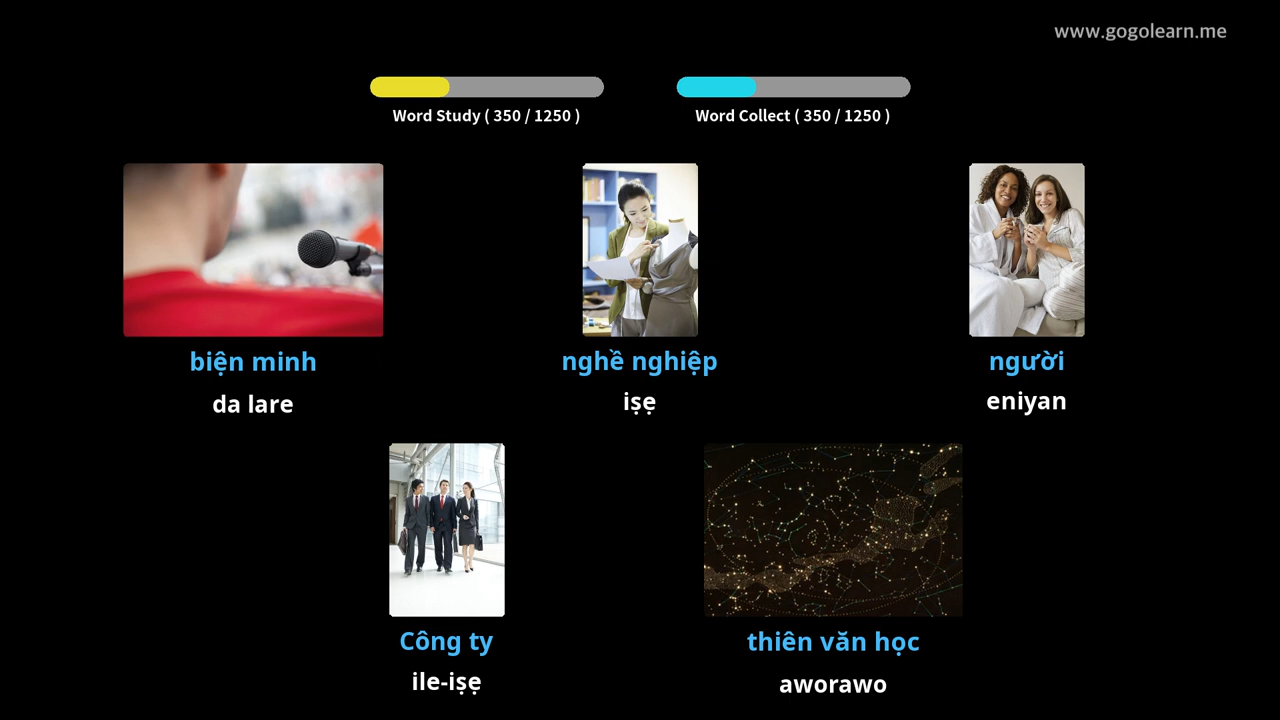 www.gogolearn.me
Word Study ( 350 / 1250 )
Word Collect ( 350 / 1250 )
biện minh
da lare
nghề nghiệp
iṣẹ
người
eniyan
Công ty
ile-iṣẹ
thiên văn học
aworawo